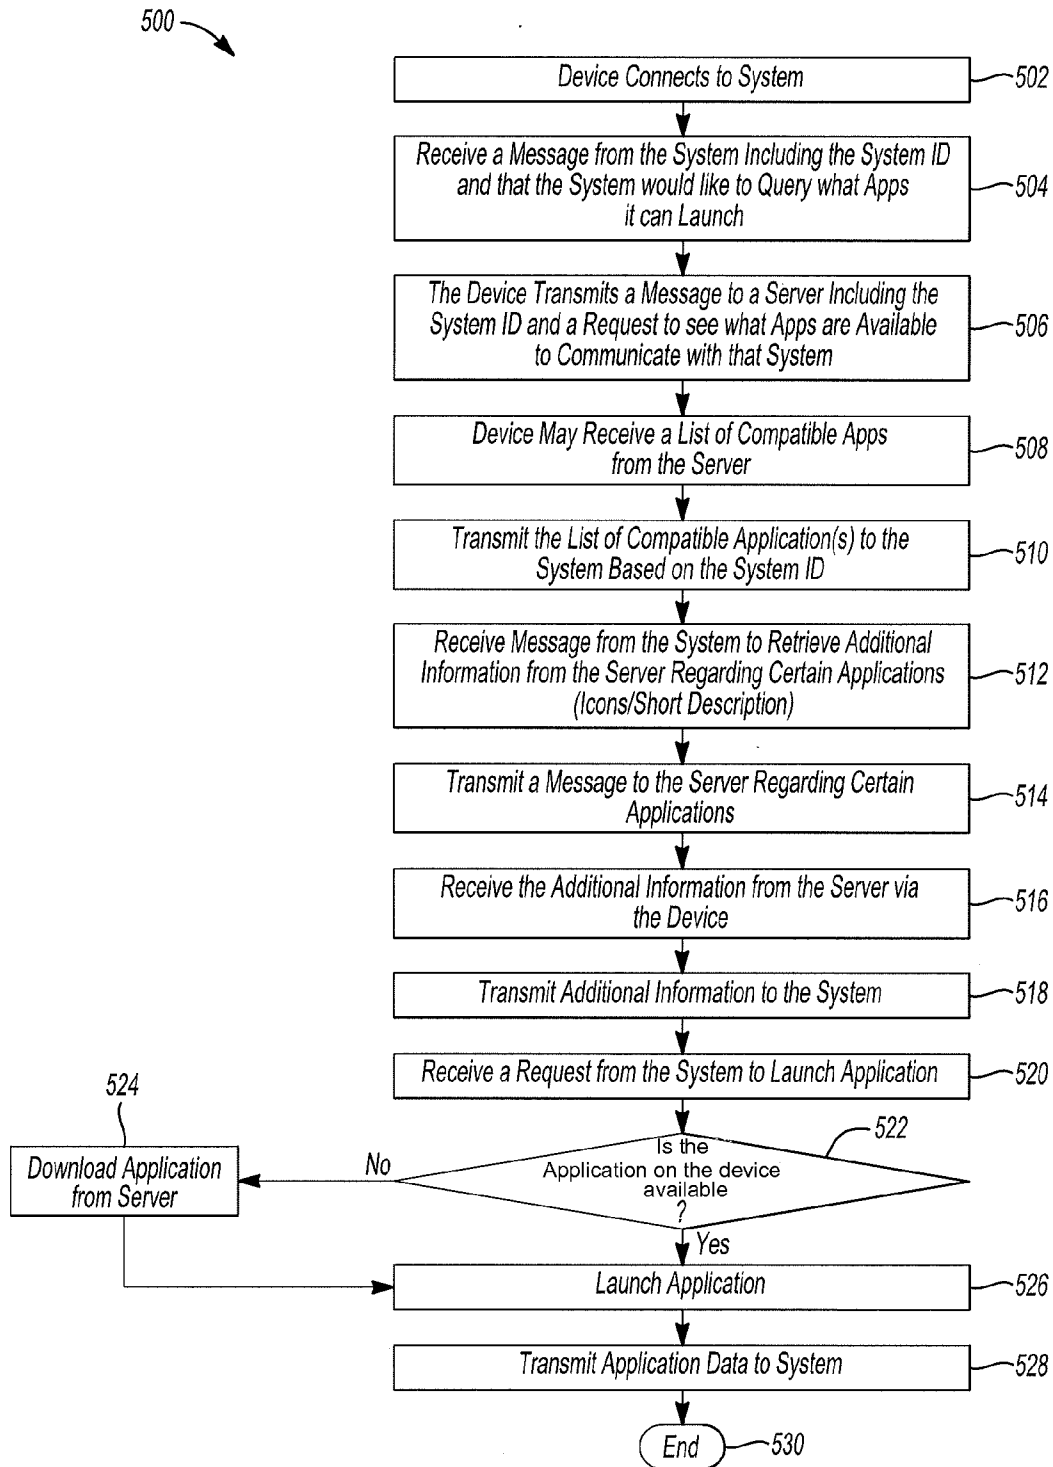 500
Device Connects to System
502
Receive a Message from the System Including the System ID
and that the System would like to Query what Apps
it can Launch
504
The Device Transmits a Message to a Server Including the
System ID and a Request to see what Apps are Available
to Communicate with that System
506
Device May Receive a List of Compatible Apps
from the Server
508
Transmit the List of Compatible Application(s) to the
System Based on the System ID
510
Receive Message from the System to Retrieve Additional
Information from the Server Regarding Certain Applications
(Icons/Short Description)
512
Transmit a Message to the Server Regarding Certain
Applications
514
Receive the Additional Information from the Server via
the Device
516
Transmit Additional Information to the System
518
Receive a Request from the System to Launch Application
520
Is the
Application on the device
available
?
522
No
524
Download Application
from Server
Yes
Launch Application
526
Transmit Application Data to System
528
End
530